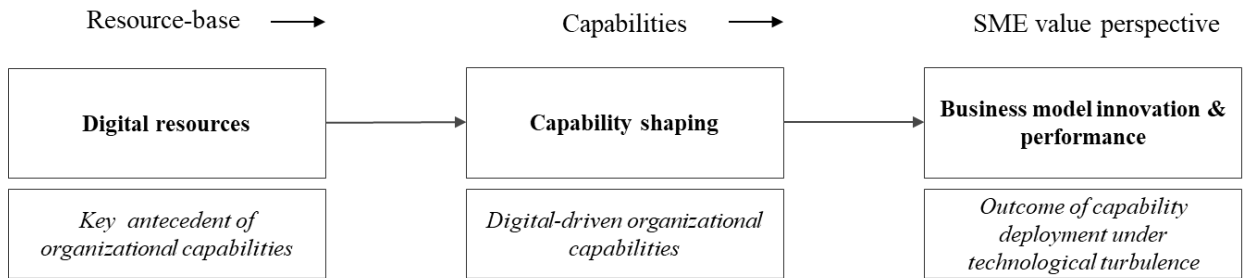 Resource-base
Capabilities
SME value perspective
Digital resources
Capability shaping
Business model innovation &
performance
Key antecedent of
organizational capabilities
Digital-driven organizational
capabilities
Outcome of capability
deployment under
technological turbulence